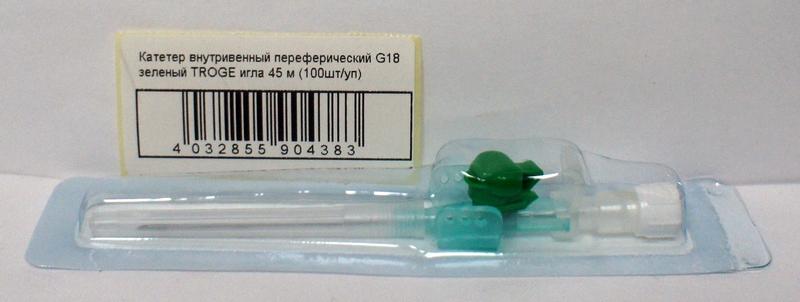 Катетер внутривенный переферический G18
зеленый TROGE игла 45 м (100шт/уп)
4 032855 904383